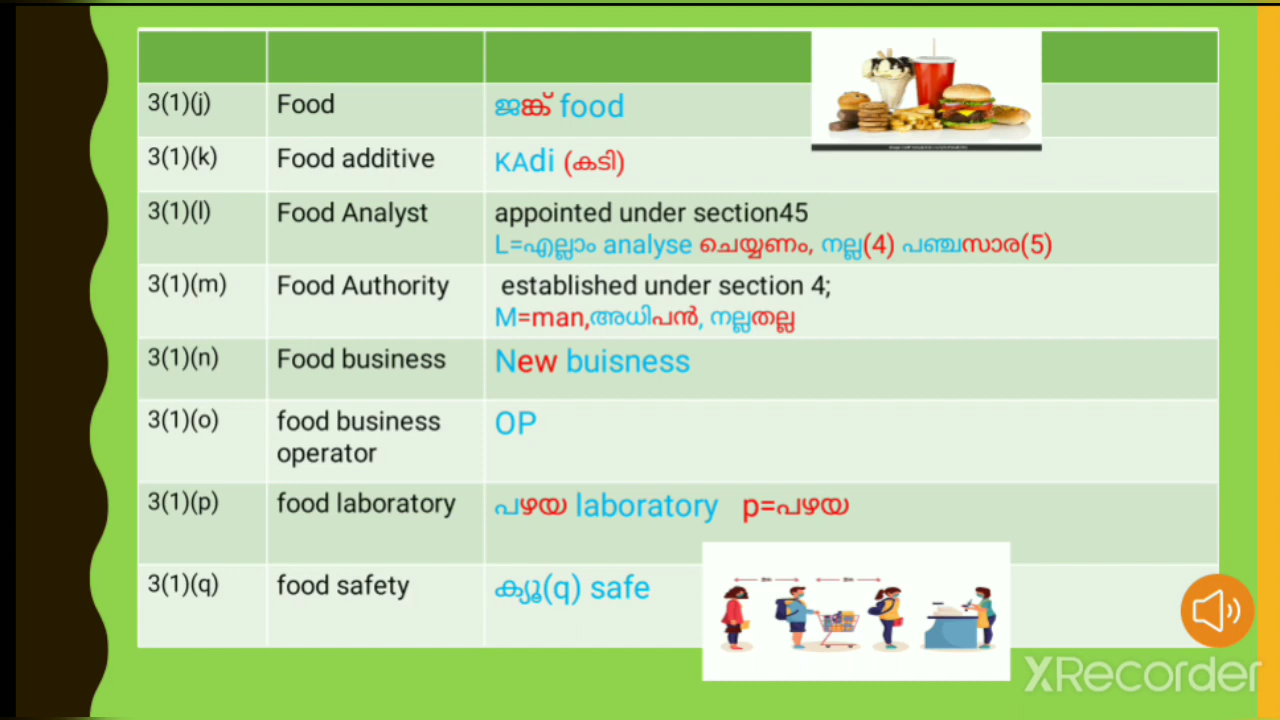 3(1)(j) Food ജങ്ക് food
3(1)(k) Food additive KAdi (കടി)
3(1)(l) Food Analyst appointed under section45
L=എല്ലാം analyse ചെയ്യണം, നല്ല(4) പഞ്ചസാര(5)
3(1)(m) Food Authority established under section 4;
M=man,അധിപൻ, നല്ലതല്ല
3(1)(n) Food business New buisness
3(1)(o) food business OP
operator
3(1)(p) food laboratory പഴയ laboratory p=പഴയ
3(1)(q) food safety ക്യൂ(q) safe
XRecorder